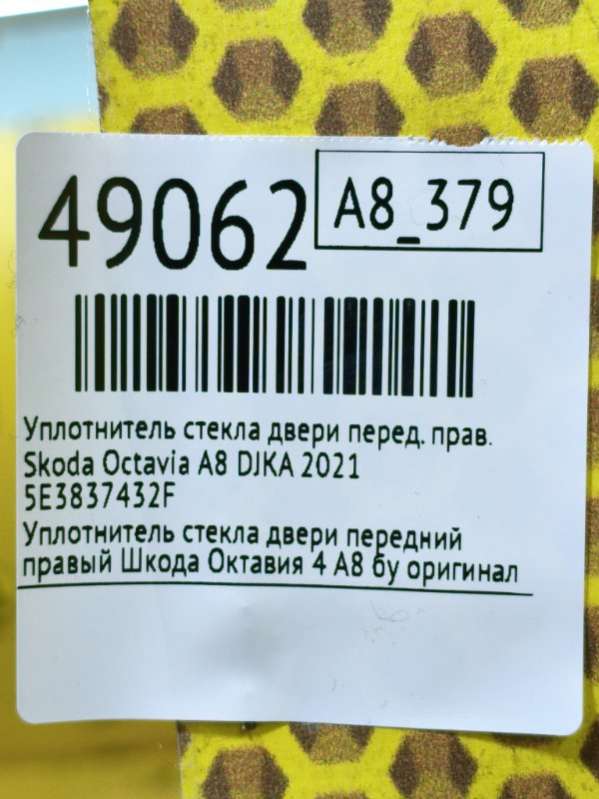 49062
A8_379
Уплотнитель стекла двери перед. прав.
Skoda Octavia A8 DJKA 2021
5E3837432F
Уплотнитель стекла двери передний
правый Шкода Октавия 4 А8 бу оригинал